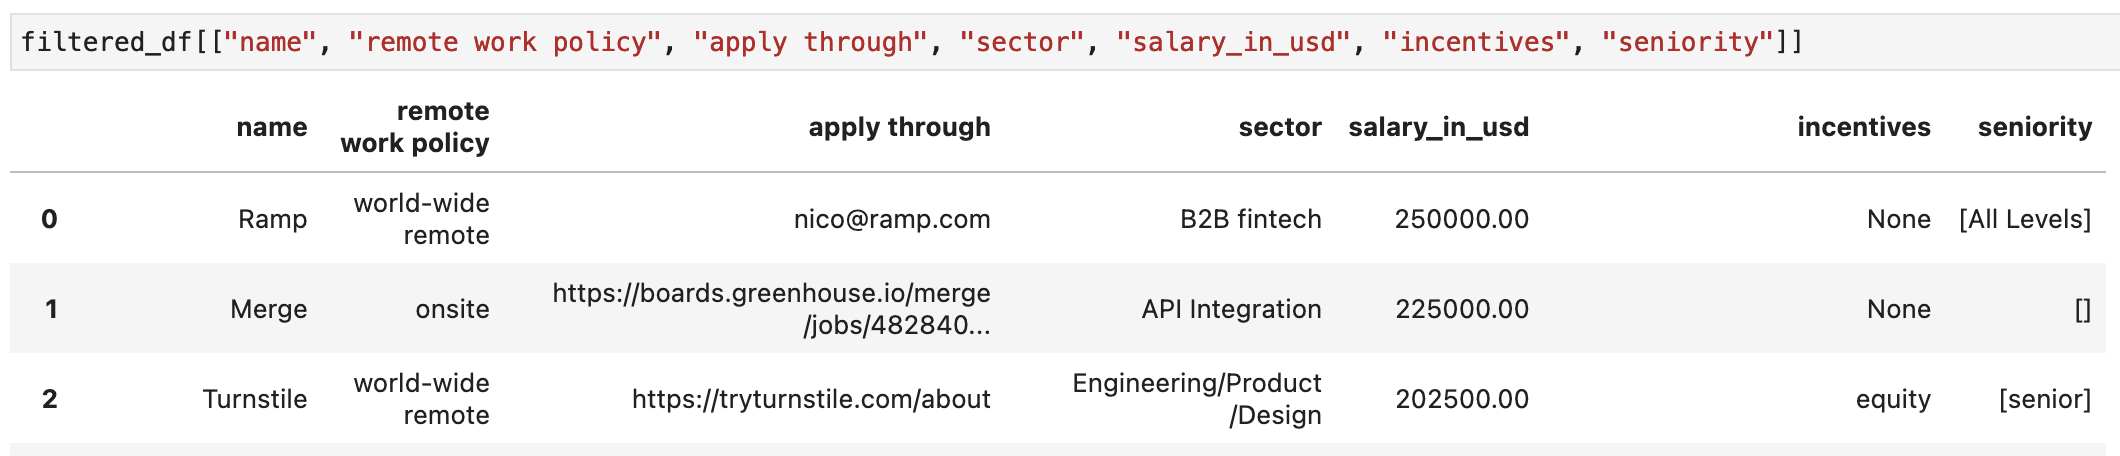 filtered_df[["name", "remote work policy", "apply through", "sector", "salary_in_usd", "incentives", "seniority"]]
name remote work policy apply through sector salary_in_usd incentives seniority
0 Ramp world-wide remote nico@ramp.com B2B fintech 250000.00 None [All Levels]
1 Merge onsite https://boards.greenhouse.io/merge/jobs/482840... API Integration 225000.00 None []
2 Turnstile world-wide remote https://tryturnstile.com/about Engineering/Product/Design 202500.00 equity [senior]